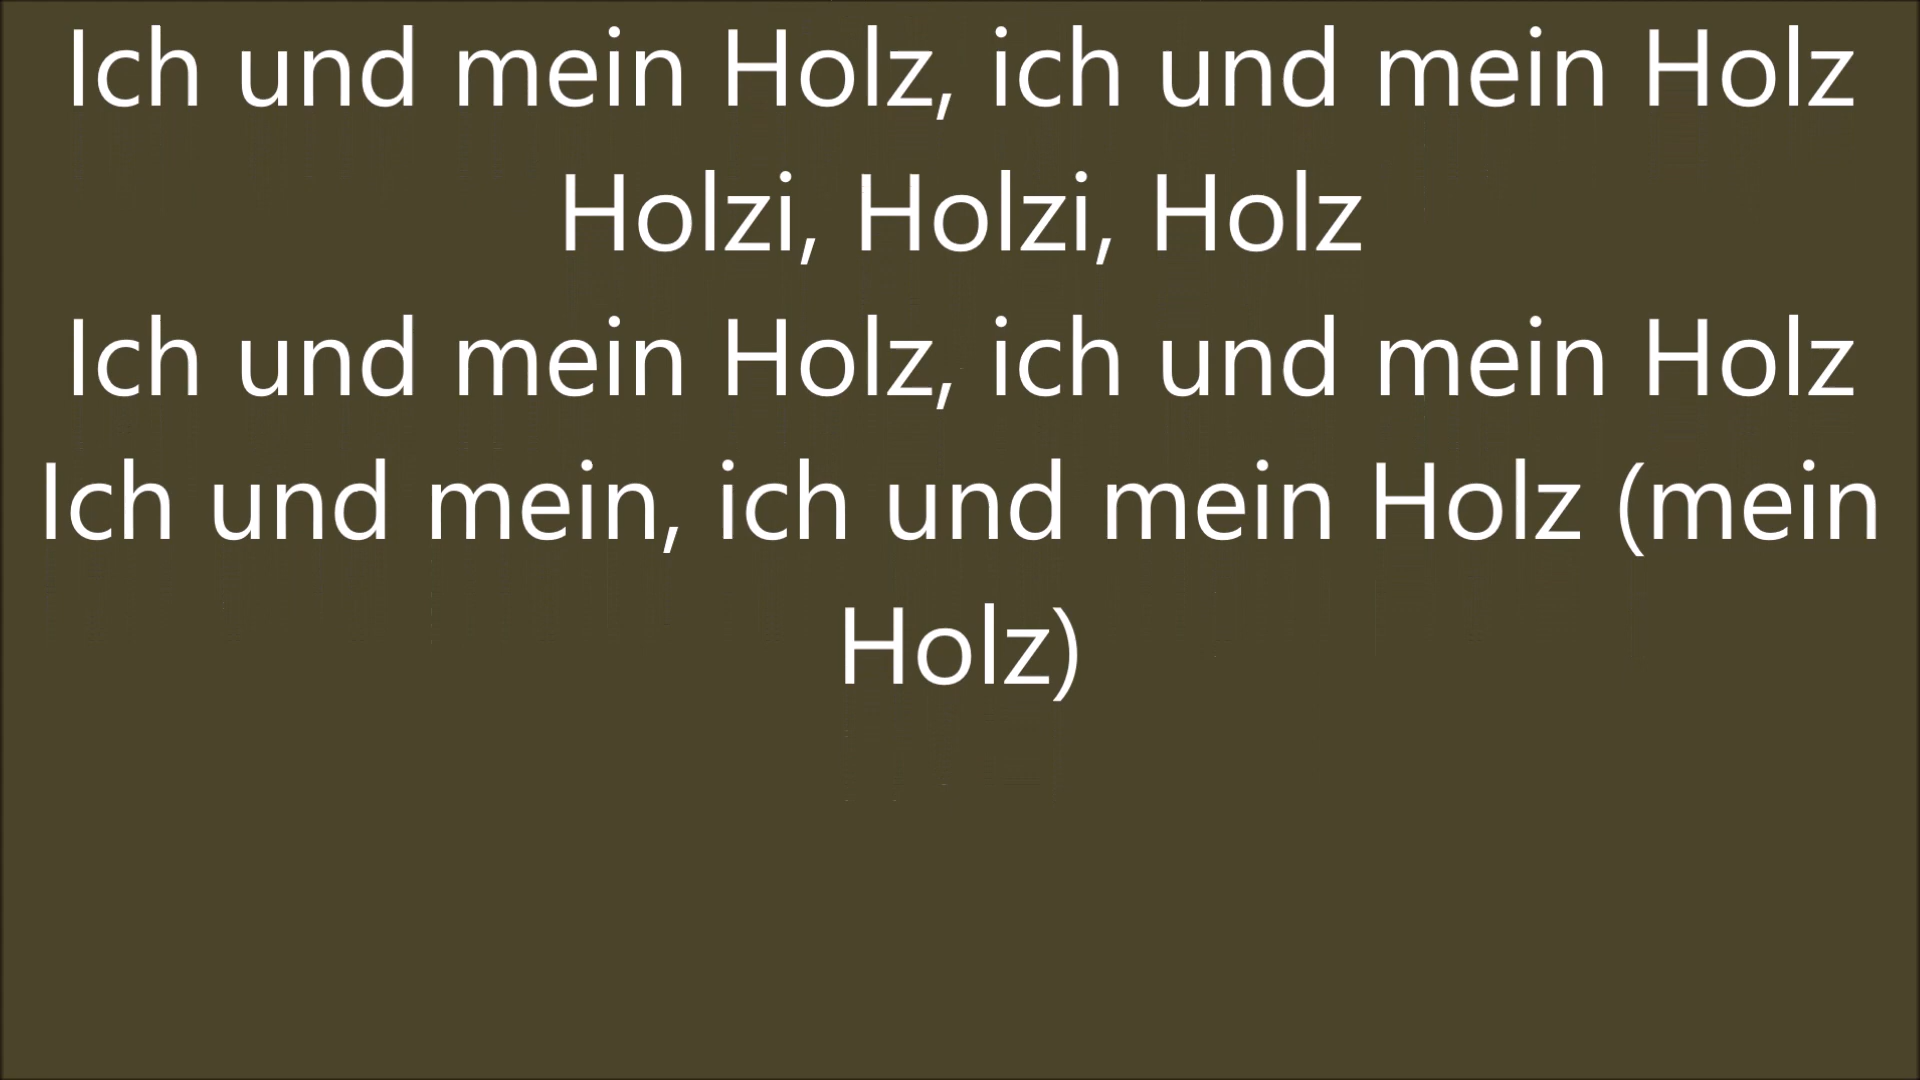 Ich und mein Holz, ich und mein Holz
Holzi, Holzi, Holz
Ich und mein Holz, ich und mein Holz
Ich und mein, ich und mein Holz (mein
Holz)